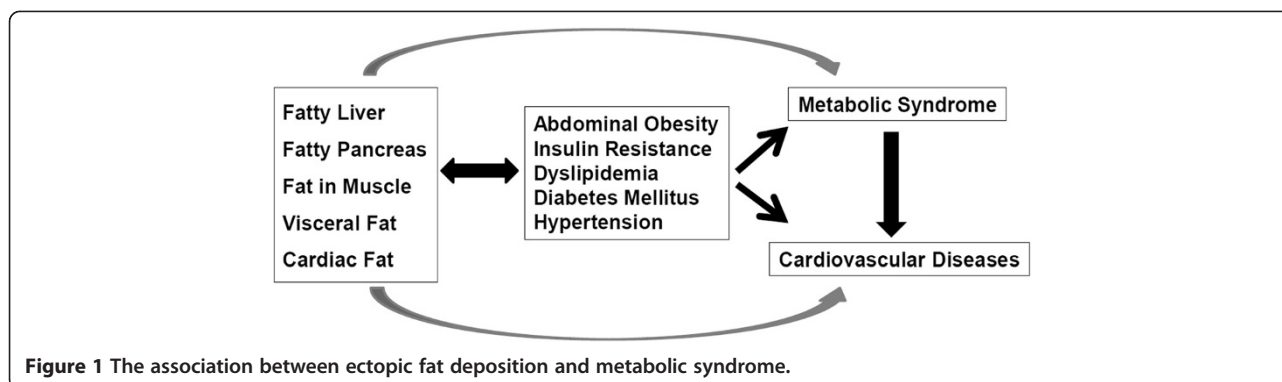 Fatty Liver
Fatty Pancreas
Fat in Muscle
Visceral Fat
Cardiac Fat
Abdominal Obesity
Insulin Resistance
Dyslipidemia
Diabetes Mellitus
Hypertension
Metabolic Syndrome
Cardiovascular Diseases
Figure 1 The association between ectopic fat deposition and metabolic syndrome.